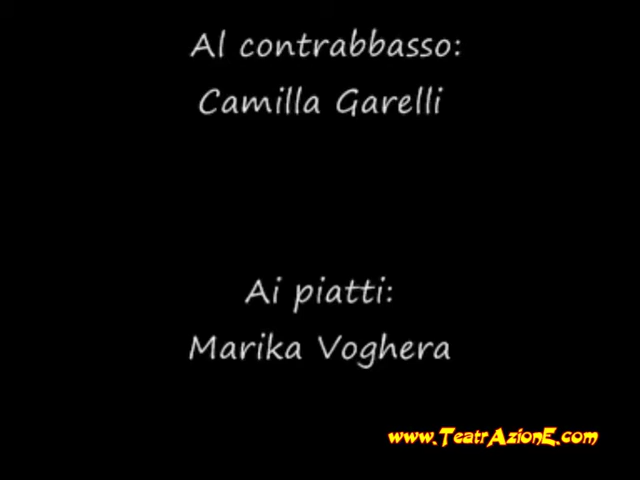 Al contrabbasso:
Camilla Garelli
Ai piatti:
Marika Voghera
www.TeatrAzionE.com